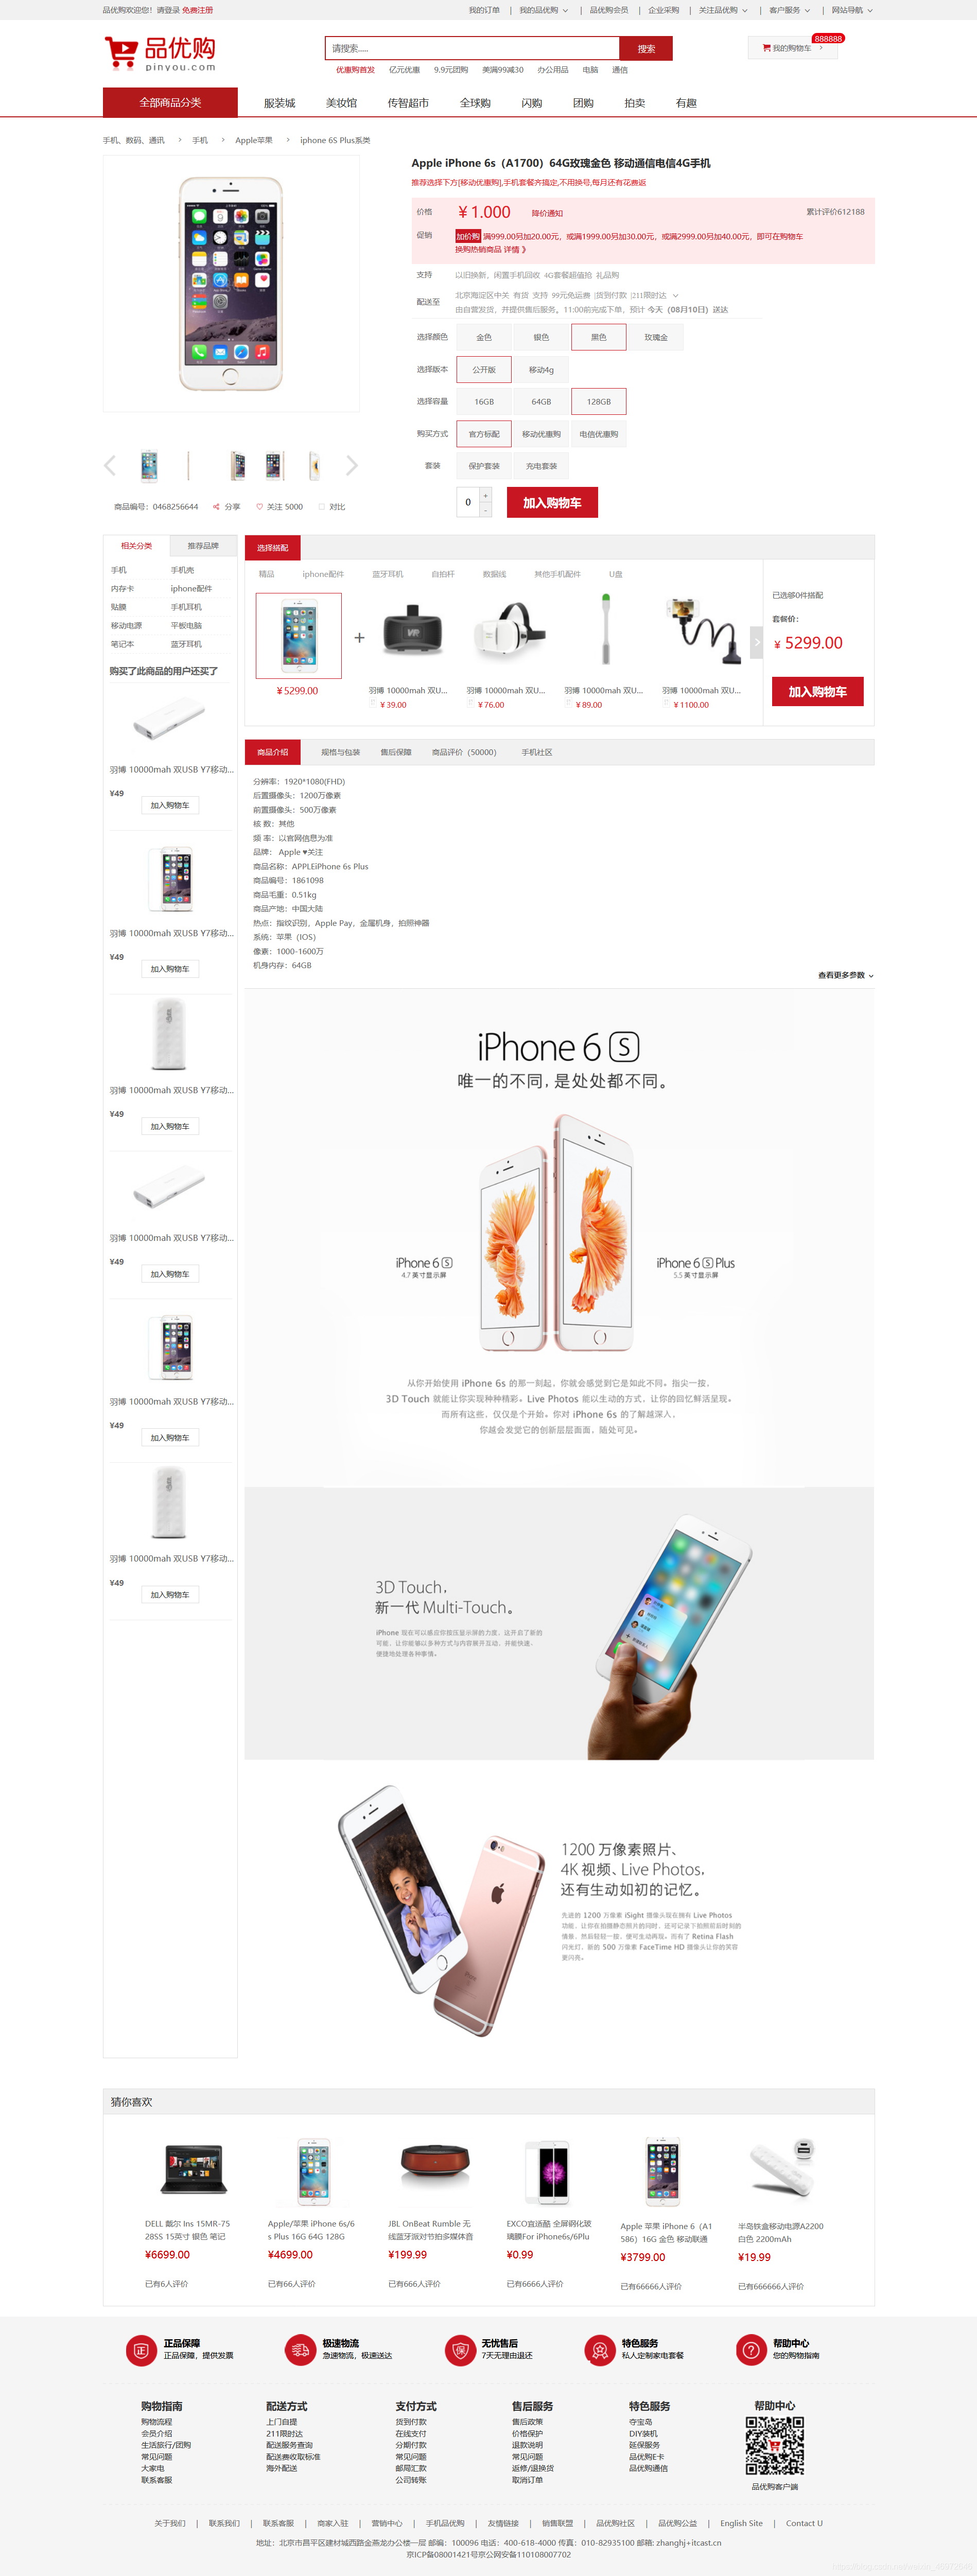 品优购欢迎您！请登录 免费注册
我的订单 | 我的品优购 | 品优购会员 | 企业采购 | 关注品优购 | 客户服务 | 网站导航
品优购
pinyou.com
请搜索......
搜索
我的购物车
888888
优惠购首发 亿元优惠 9.9元团购 美满99减30 办公用品 电脑 通信
全部商品分类
服装城 美妆馆 传智超市 全球购 闪购 团购 拍卖 有趣
手机、数码、通讯 > 手机 > Apple苹果 > iphone 6S Plus系类
Apple iPhone 6s（A1700）64G玫瑰金色 移动通信电信4G手机
推荐选择下方[移动优惠购],手机套餐齐搞定,不用换号,每月还有花费返
价格 ￥1.000 降价通知 累计评价612188
促销 加价购 满999.00另加20.00元，或满1999.00另加30.00元，或满2999.00另加40.00元，即可在购物车
换购热销商品 详情 》
支持 以旧换新，闲置手机回收 4G套餐超值抢 礼品购
配送至 北京海淀区中关 有货 支持 99元免运费 |货到付款 |211限时达
由自营发货，并提供售后服务。11:00前完成下单，预计 今天（08月10日）送达
选择颜色 金色 银色 黑色 玫瑰金
选择版本 公开版 移动4g
选择容量 16GB 64GB 128GB
购买方式 官方标配 移动优惠购 电信优惠购
套装 保护套装 充电套装
0 + - 加入购物车
商品编号：0468256644 分享 关注 5000 对比
相关分类 推荐品牌
手机 手机壳
内存卡 iphone配件
贴膜 手机耳机
移动电源 平板电脑
笔记本 蓝牙耳机
购买了此商品的用户还买了
羽博 10000mah 双USB Y7移动...
¥49
加入购物车
羽博 10000mah 双USB Y7移动...
¥49
加入购物车
羽博 10000mah 双USB Y7移动...
¥49
加入购物车
羽博 10000mah 双USB Y7移动...
¥49
加入购物车
羽博 10000mah 双USB Y7移动...
¥49
加入购物车
羽博 10000mah 双USB Y7移动...
¥49
加入购物车
选择搭配
精品 iphone配件 蓝牙耳机 自拍杆 数据线 其他手机配件 U盘
￥5299.00
+
羽博 10000mah 双U...
￥39.00
羽博 10000mah 双U...
￥76.00
羽博 10000mah 双U...
￥89.00
羽博 10000mah 双U...
￥1100.00
已选够0件搭配
套餐价：
￥ 5299.00
加入购物车
商品介绍 规格与包装 售后保障 商品评价（50000） 手机社区
分辨率：1920*1080(FHD)
后置摄像头：1200万像素
前置摄像头：500万像素
核 数：其他
频 率：以官网信息为准
品牌： Apple ♥关注
商品名称：APPLEiPhone 6s Plus
商品编号：1861098
商品毛重：0.51kg
商品产地：中国大陆
热点：指纹识别，Apple Pay，金属机身，拍照神器
系统：苹果（IOS）
像素：1000-1600万
机身内存：64GB
查看更多参数
iPhone 6S
唯一的不同，是处处都不同。
iPhone 6S
4.7 英寸显示屏
iPhone 6S Plus
5.5 英寸显示屏
从你开始使用 iPhone 6s 的那一刻起，你就会感觉到它是如此不同。指尖一按，
3D Touch 就能让你实现种种精彩。Live Photos 能以生动的方式，让你的回忆鲜活呈现。
而所有这些，仅仅是个开始。你对 iPhone 6s 的了解越深入，
你越会发觉它的创新层层面面，随处可见。
3D Touch，
新一代 Multi-Touch。
iPhone 现在可以感应你按压显示屏的力度，这开启了新的
可能，让你能够以多种方式与内容展开互动，并能快速、
便捷地处理各种事情。
1200 万像素照片、
4K 视频、Live Photos，
还有生动如初的记忆。
先进的 1200 万像素 iSight 摄像头现在拥有 Live Photos
功能，让你在拍摄静态照片的同时，还可记录下拍照前后时刻的
情景，然后轻轻一按，便可生动再现。而有了 Retina Flash
闪光灯，新的 500 万像素 FaceTime HD 摄像头让你的笑容
更闪亮。
猜你喜欢
DELL 戴尔 Ins 15MR-75
28SS 15英寸 银色 笔记
¥6699.00
已有6人评价
Apple/苹果 iPhone 6s/6
s Plus 16G 64G 128G
¥4699.00
已有66人评价
JBL OnBeat Rumble 无
线蓝牙派对节拍多媒体音
¥199.99
已有666人评价
EXCO宜适酷 全屏钢化玻
璃膜For iPhone6s/6Plu
¥0.99
已有6666人评价
Apple 苹果 iPhone 6（A1
586）16G 金色 移动联通
¥3799.00
已有66666人评价
半岛铁盒移动电源A2200
白色 2200mAh
¥19.99
已有666666人评价
正品保障
正品保障，提供发票
极速物流
急速物流，极速送达
无忧售后
7天无理由退还
特色服务
私人定制家电套餐
帮助中心
您的购物指南
购物指南
购物流程
会员介绍
生活旅行/团购
常见问题
大家电
联系客服
配送方式
上门自提
211限时达
配送服务查询
配送费收取标准
海外配送
支付方式
货到付款
在线支付
分期付款
常见问题
邮局汇款
公司转账
售后服务
售后政策
价格保护
退款说明
常见问题
返修/退换货
取消订单
特色服务
夺宝岛
DIY装机
延保服务
品优购E卡
品优购通信
帮助中心
品优购客户端
关于我们 | 联系我们 | 联系客服 | 商家入驻 | 营销中心 | 手机品优购 | 友情链接 | 销售联盟 | 品优购社区 | 品优购公益 | English Site | Contact U
地址：北京市昌平区建材城西路金燕龙办公楼一层 邮编：100096 电话：400-618-4000 传真：010-82935100 邮箱: zhanghj+itcast.cn
京ICP备08001421号京公网安备110108007702